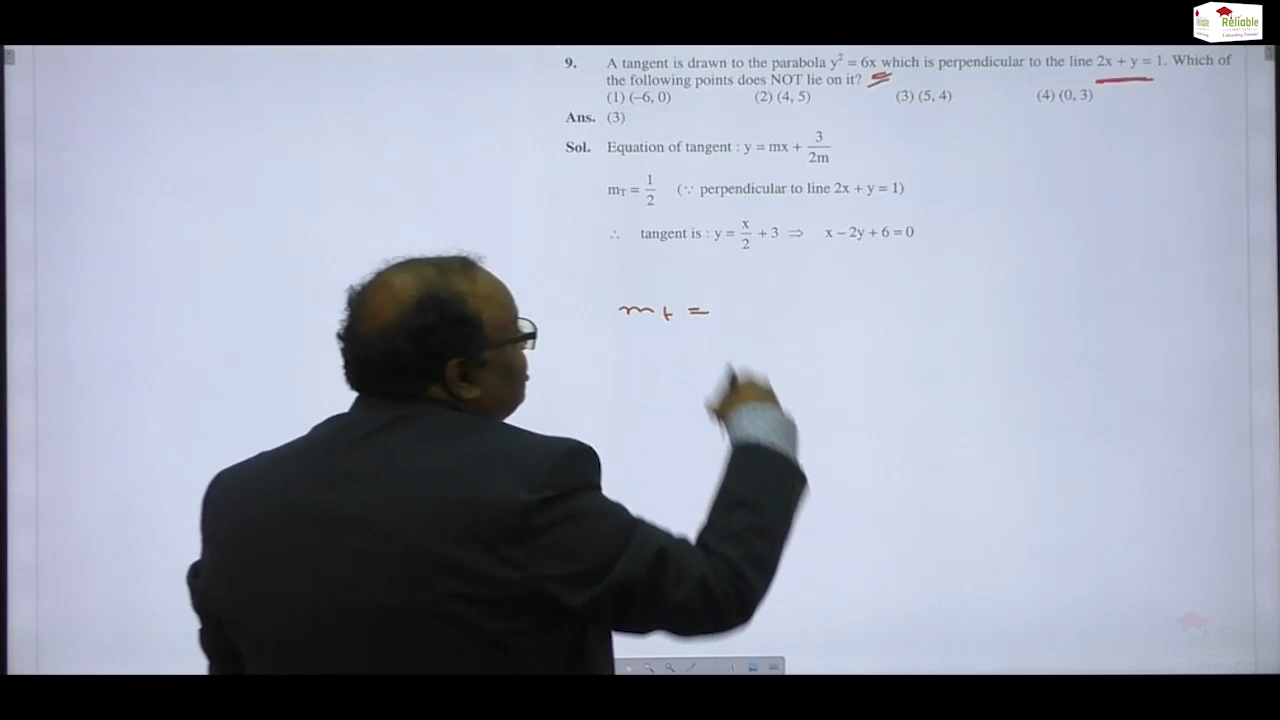 Reliable
INSTITUTE
9. A tangent is drawn to the parabola y² = 6x which is perpendicular to the line 2x + y = 1. Which of
the following points does NOT lie on it?
(1) (–6, 0) (2) (4, 5) (3) (5, 4) (4) (0, 3)
Ans. (3)
Sol. Equation of tangent : y = mx + 3/2m
m_T = 1/2 (∵ perpendicular to line 2x + y = 1)
∴ tangent is : y = x/2 + 3 ⇒ x – 2y + 6 = 0
m_t =